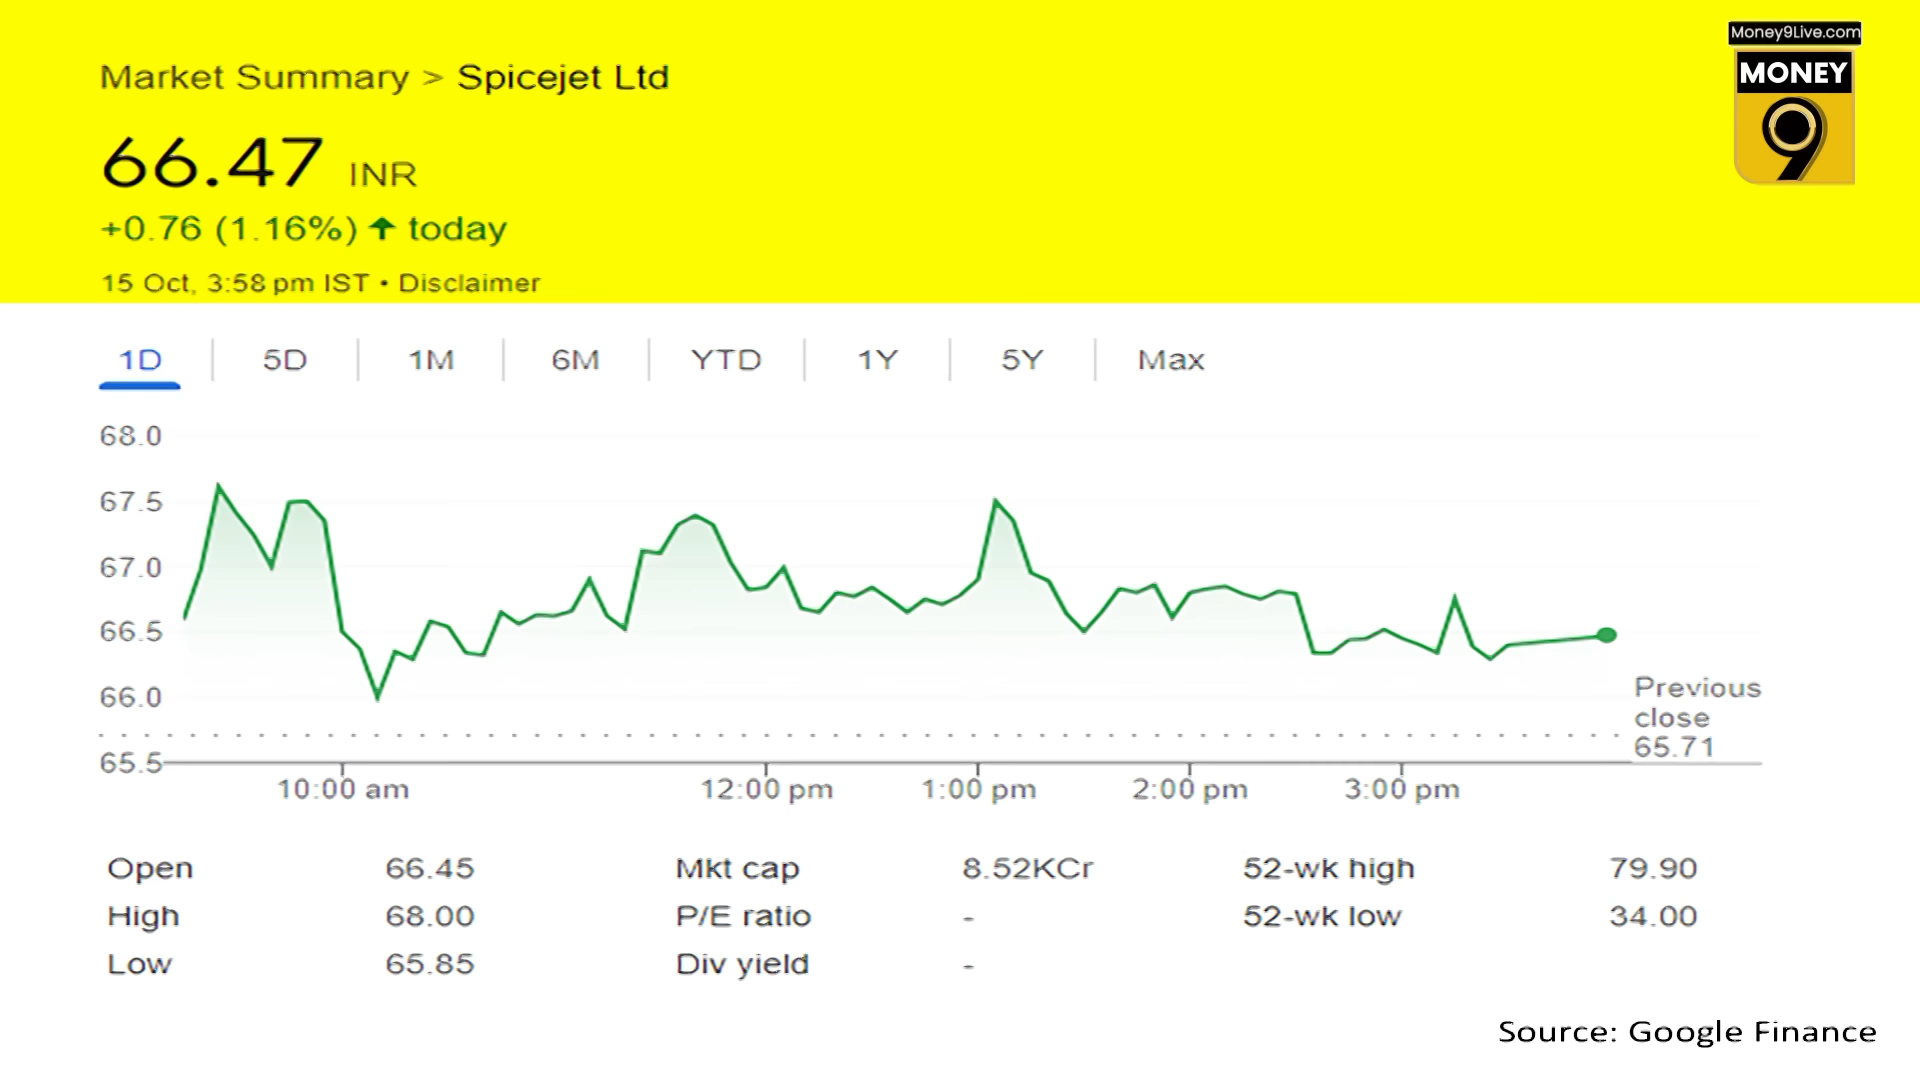 Money9Live.com
MONEY
9
Market Summary > Spicejet Ltd
66.47 INR
+0.76 (1.16%) ↑ today
15 Oct, 3:58 pm IST • Disclaimer
1D 5D 1M 6M YTD 1Y 5Y Max
68.0
67.5
67.0
66.5
66.0
65.5
Previous
close
65.71
10:00 am 12:00 pm 1:00 pm 2:00 pm 3:00 pm
Open 66.45 Mkt cap 8.52KCr 52-wk high 79.90
High 68.00 P/E ratio - 52-wk low 34.00
Low 65.85 Div yield -
Source: Google Finance